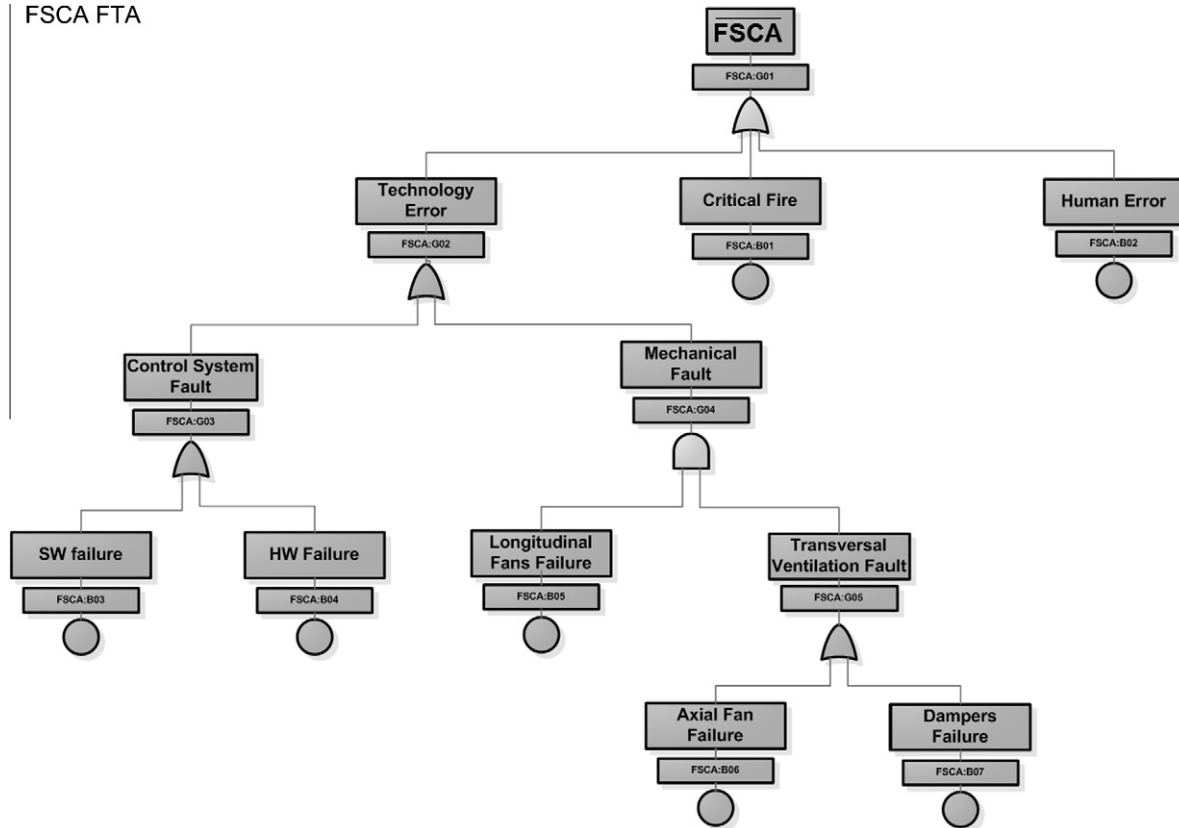 FSCA FTA
FSCA
FSCA:G01
Technology
Error
FSCA:G02
Critical Fire
FSCA:B01
Human Error
FSCA:B02
Control System
Fault
FSCA:G03
Mechanical
Fault
FSCA:G04
SW failure
FSCA:B03
HW Failure
FSCA:B04
Longitudinal
Fans Failure
FSCA:B05
Transversal
Ventilation Fault
FSCA:G05
Axial Fan
Failure
FSCA:B06
Dampers
Failure
FSCA:B07